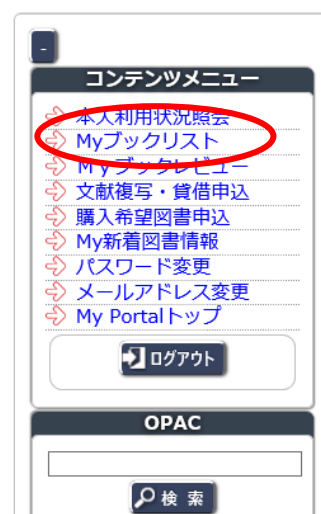 -
コンテンツメニュー
本人利用状況照会
Myブックリスト
Myブックレビュー
文献複写・貸借申込
購入希望図書申込
My新着図書情報
パスワード変更
メールアドレス変更
My Portalトップ
ログアウト
OPAC
検 索